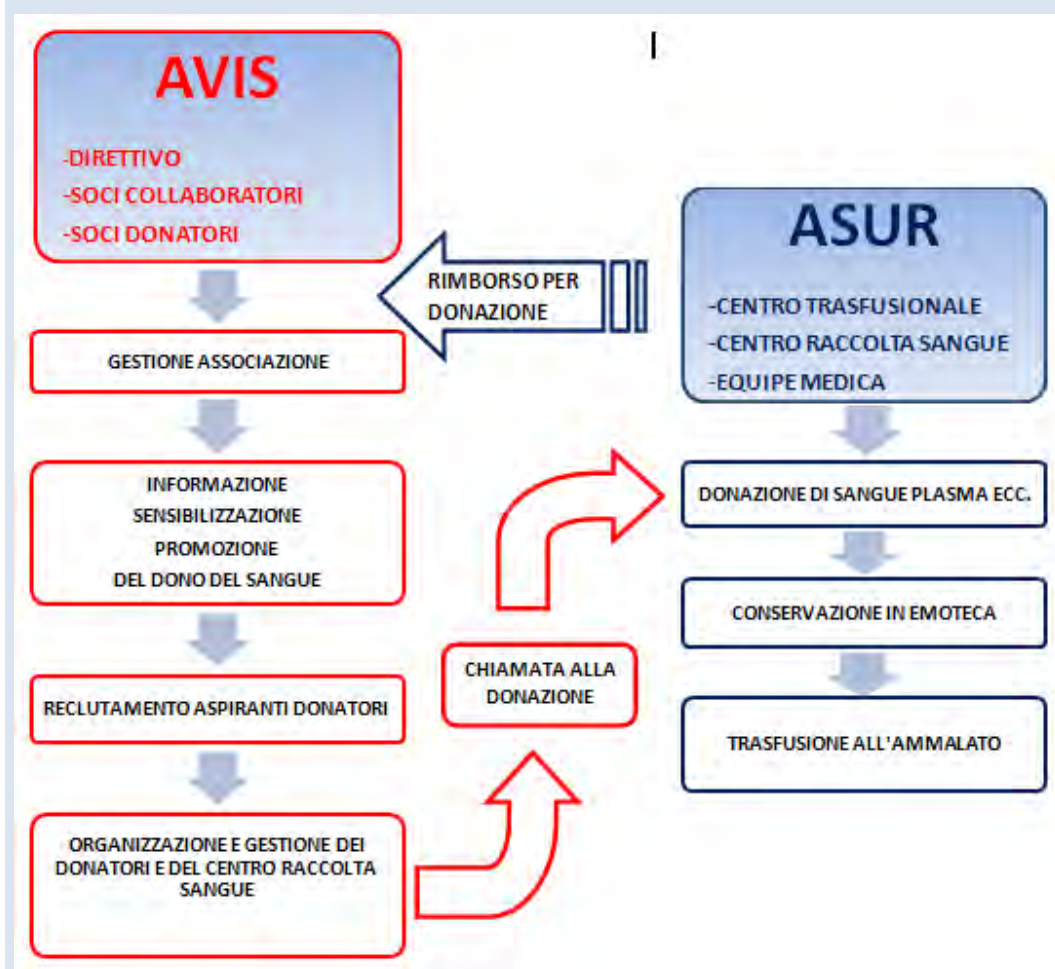 AVIS
-DIRETTIVO
-SOCI COLLABORATORI
-SOCI DONATORI
GESTIONE ASSOCIAZIONE
INFORMAZIONE
SENSIBILIZZAZIONE
PROMOZIONE
DEL DONO DEL SANGUE
RECLUTAMENTO ASPIRANTI DONATORI
ORGANIZZAZIONE E GESTIONE DEI
DONATORI E DEL CENTRO RACCOLTA
SANGUE
CHIAMATA ALLA
DONAZIONE
RIMBORSO PER
DONAZIONE
ASUR
-CENTRO TRASFUSIONALE
-CENTRO RACCOLTA SANGUE
-EQUIPE MEDICA
DONAZIONE DI SANGUE PLASMA ECC.
CONSERVAZIONE IN EMOTECA
TRASFUSIONE ALL'AMMALATO